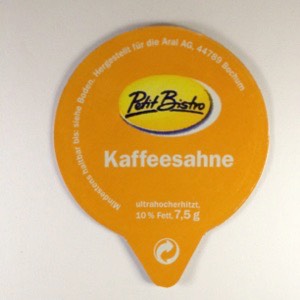 Mindestens haltbar bis: siehe Boden. Hergestellt für die Aral AG, 44789 Bochum
Petit Bistro
Kaffeesahne
ultrahocherhitzt.
10 % Fett. 7,5 g